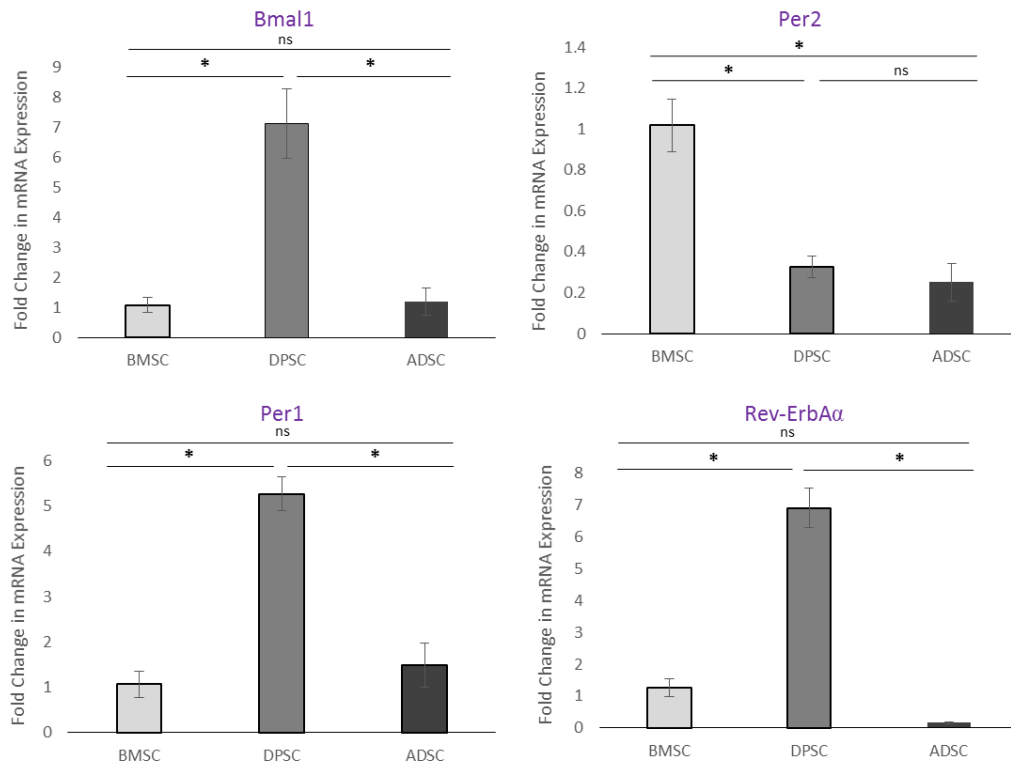 Bmal1
ns
*
*
Fold Change in mRNA Expression
9
8
7
6
5
4
3
2
1
0
BMSC
DPSC
ADSC
Per2
*
*
ns
Fold Change in mRNA Expression
1.4
1.2
1
0.8
0.6
0.4
0.2
0
BMSC
DPSC
ADSC
Per1
ns
*
*
Fold Change in mRNA Expression
6
5
4
3
2
1
0
BMSC
DPSC
ADSC
Rev-ErbAα
ns
*
*
Fold Change in mRNA Expression
8
7
6
5
4
3
2
1
0
BMSC
DPSC
ADSC